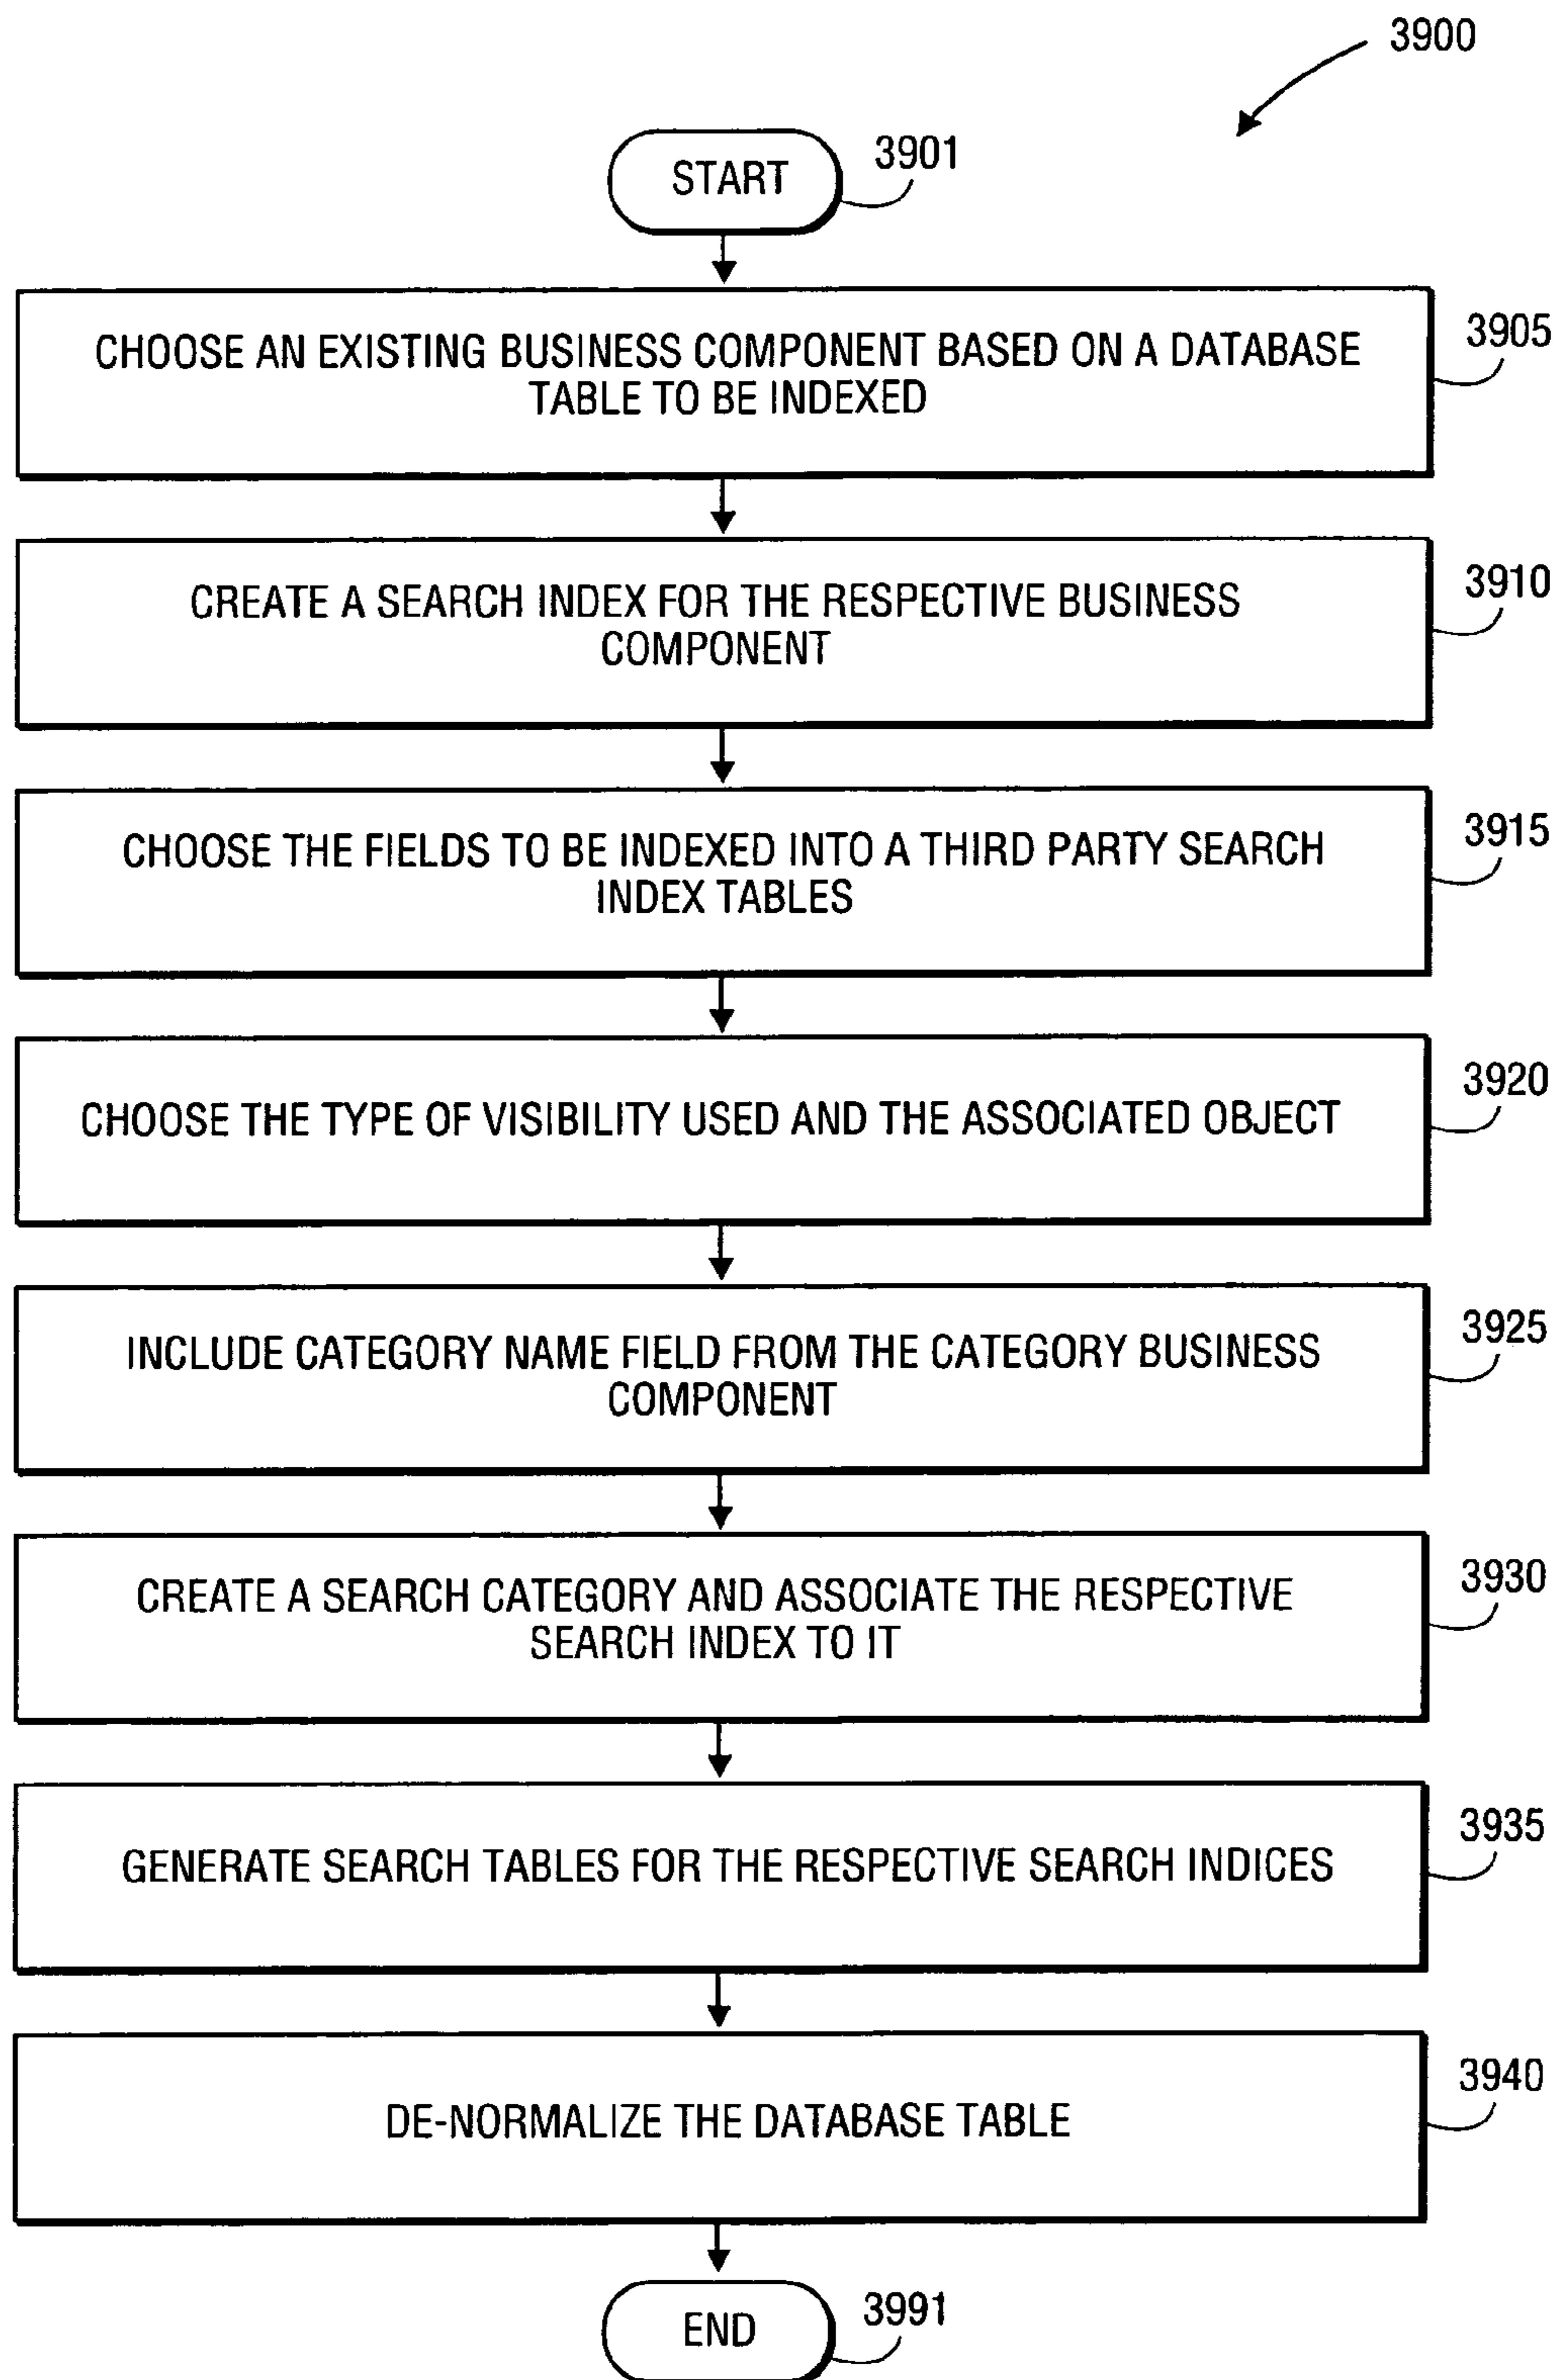 3900
START
3901
CHOOSE AN EXISTING BUSINESS COMPONENT BASED ON A DATABASE
TABLE TO BE INDEXED
3905
CREATE A SEARCH INDEX FOR THE RESPECTIVE BUSINESS
COMPONENT
3910
CHOOSE THE FIELDS TO BE INDEXED INTO A THIRD PARTY SEARCH
INDEX TABLES
3915
CHOOSE THE TYPE OF VISIBILITY USED AND THE ASSOCIATED OBJECT
3920
INCLUDE CATEGORY NAME FIELD FROM THE CATEGORY BUSINESS
COMPONENT
3925
CREATE A SEARCH CATEGORY AND ASSOCIATE THE RESPECTIVE
SEARCH INDEX TO IT
3930
GENERATE SEARCH TABLES FOR THE RESPECTIVE SEARCH INDICES
3935
DE-NORMALIZE THE DATABASE TABLE
3940
END
3991